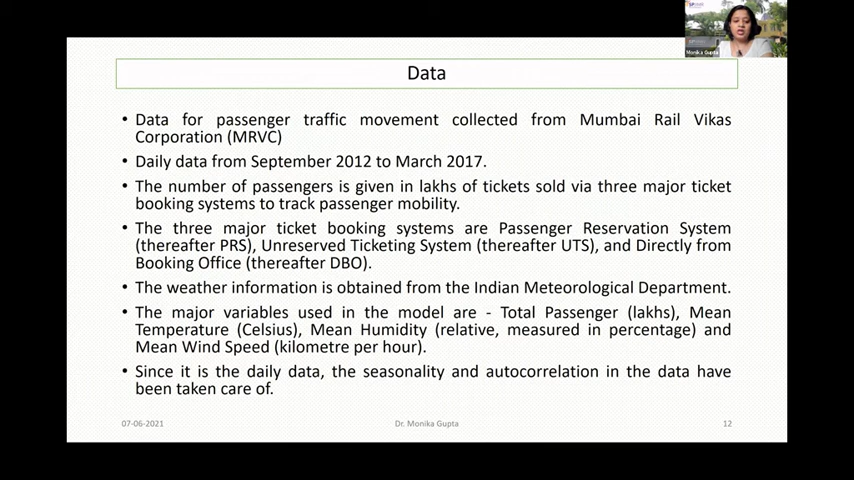 Data
• Data for passenger traffic movement collected from Mumbai Rail Vikas
Corporation (MRVC)
• Daily data from September 2012 to March 2017.
• The number of passengers is given in lakhs of tickets sold via three major ticket
booking systems to track passenger mobility.
• The three major ticket booking systems are Passenger Reservation System
(thereafter PRS), Unreserved Ticketing System (thereafter UTS), and Directly from
Booking Office (thereafter DBO).
• The weather information is obtained from the Indian Meteorological Department.
• The major variables used in the model are - Total Passenger (lakhs), Mean
Temperature (Celsius), Mean Humidity (relative, measured in percentage) and
Mean Wind Speed (kilometre per hour).
• Since it is the daily data, the seasonality and autocorrelation in the data have
been taken care of.
07-06-2021
Dr. Monika Gupta
12
Monika Gupta